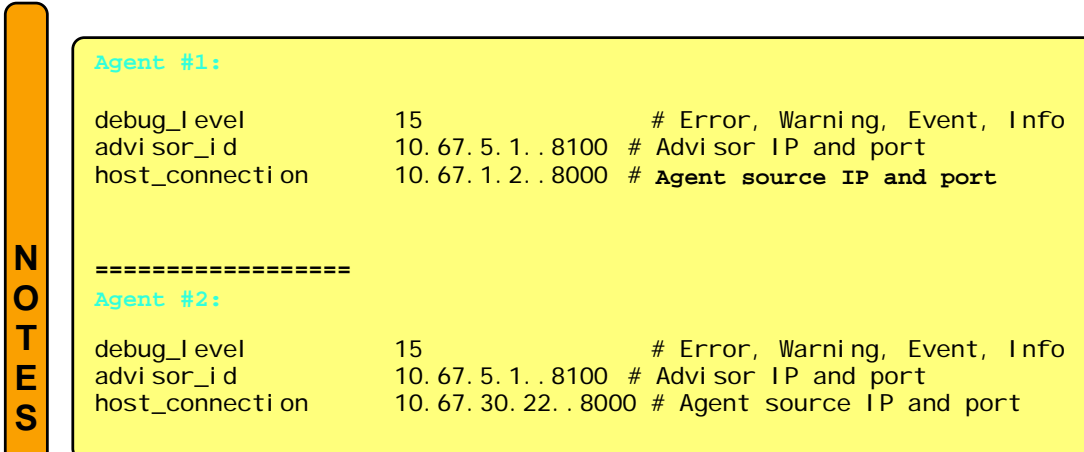 NOTES
Agent #1:
debug_level 15 # Error, Warning, Event, Info
advisor_id 10.67.5.1..8100 # Advisor IP and port
host_connection 10.67.1.2..8000 # Agent source IP and port
==================
Agent #2:
debug_level 15 # Error, Warning, Event, Info
advisor_id 10.67.5.1..8100 # Advisor IP and port
host_connection 10.67.30.22..8000 # Agent source IP and port